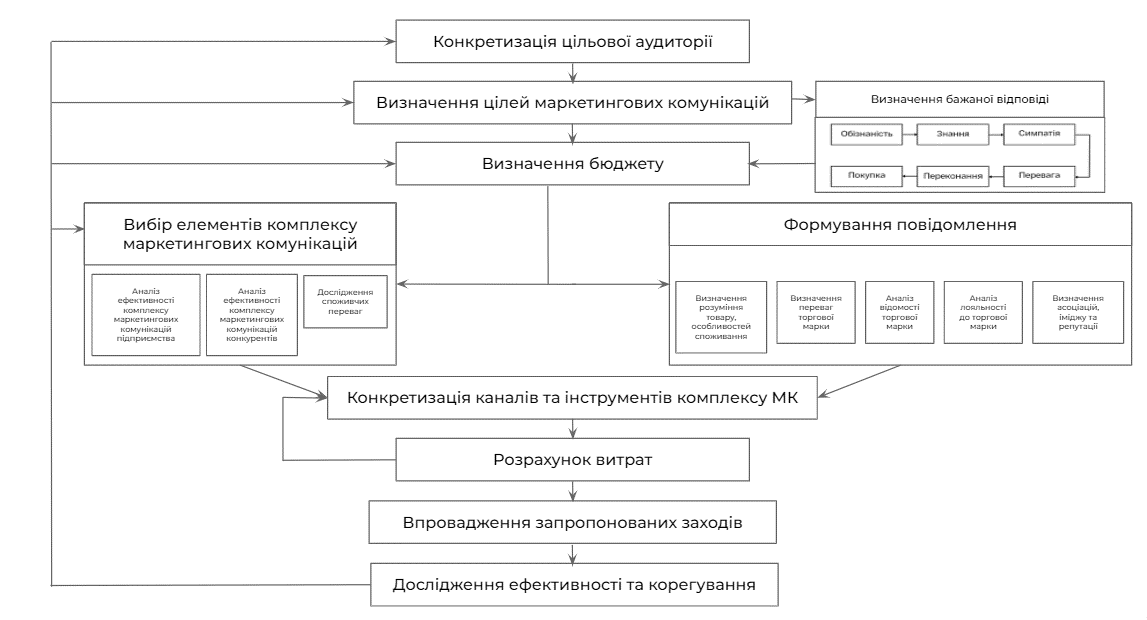 Конкретизація цільової аудиторії
Визначення цілей маркетингових комунікацій
Визначення бажаної відповіді
Обізнаність
Знання
Симпатія
Покупка
Переконання
Перевага
Визначення бюджету
Вибір елементів комплексу
маркетингових комунікацій
Аналіз
ефективності
комплексу
маркетингових
комунікацій
підприємства
Аналіз
ефективності
комплексу
маркетингових
комунікацій
конкурентів
Дослідження
споживчих
переваг
Формування повідомлення
Визначення
розуміння
товару,
особливостей
споживання
Визначення
переваг
торгової
марки
Аналіз
відомості
торгової
марки
Аналіз
лояльності
до торгової
марки
Визначення
асоціацій,
іміджу та
репутації
Конкретизація каналів та інструментів комплексу МК
Розрахунок витрат
Впровадження запропонованих заходів
Дослідження ефективності та корегування